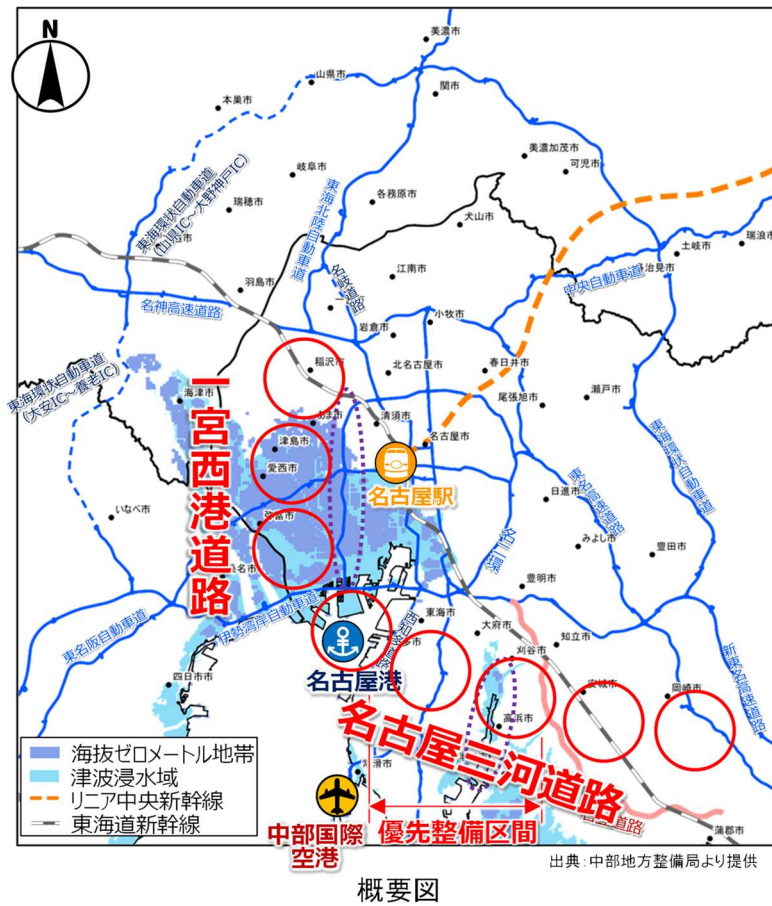 N
美濃市
山県市
関市
本巣市
美濃加茂市
可児市
岐阜市
東海環状自動車道
(山県IC～大野神戸IC)
瑞穂市
東海北陸自動車道
各務原市
犬山市
土岐市
瑞浪市
羽島市
名神高速道路
名岐道路
江南市
中央自動車道
岩倉市
小牧市
稲沢市
北名古屋市
春日井市
尾張旭市
瀬戸市
東海環状自動車道
(大安IC～養老IC)
海津市
一宮西港道路
あま市
清須市
津島市
名古屋市
愛西市
名古屋駅
東名高速道路
東海環状自動車道
いなべ市
弥富市
日進市
みよし市
豊田市
名二環
桑名市
豊明市
伊勢湾岸自動車道
東名阪自動車道
東海市
大府市
知立市
刈谷市
西知多道路
新東名高速道路
名古屋港
四日市市
安城市
岡崎市
高浜市
名古屋三河道路
海抜ゼロメートル地帯
津波浸水域
リニア中央新幹線
東海道新幹線
中部国際
空港
優先整備区間
蒲郡市
出典:中部地方整備局より提供
概要図